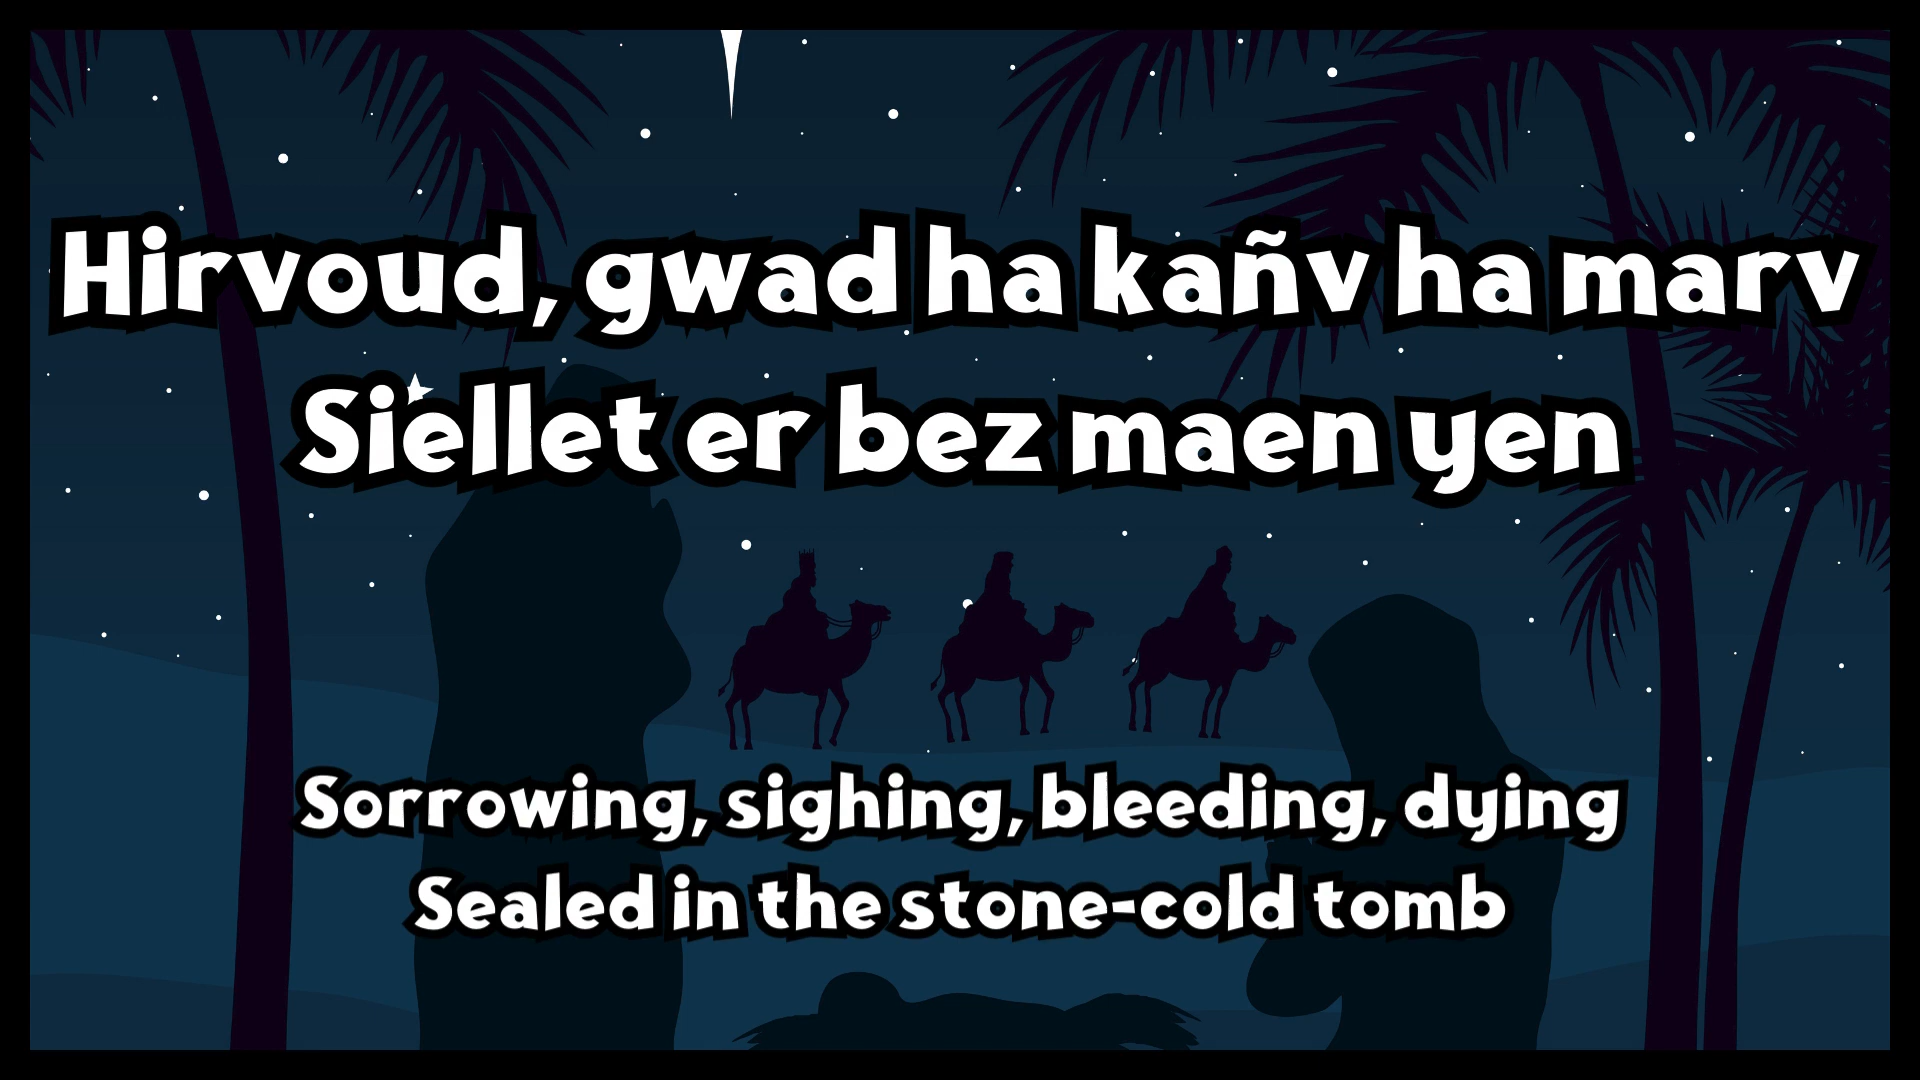 Hirvoud, gwad ha kañv ha marv
Siellet er bez maen yen
Sorrowing, sighing, bleeding, dying
Sealed in the stone-cold tomb